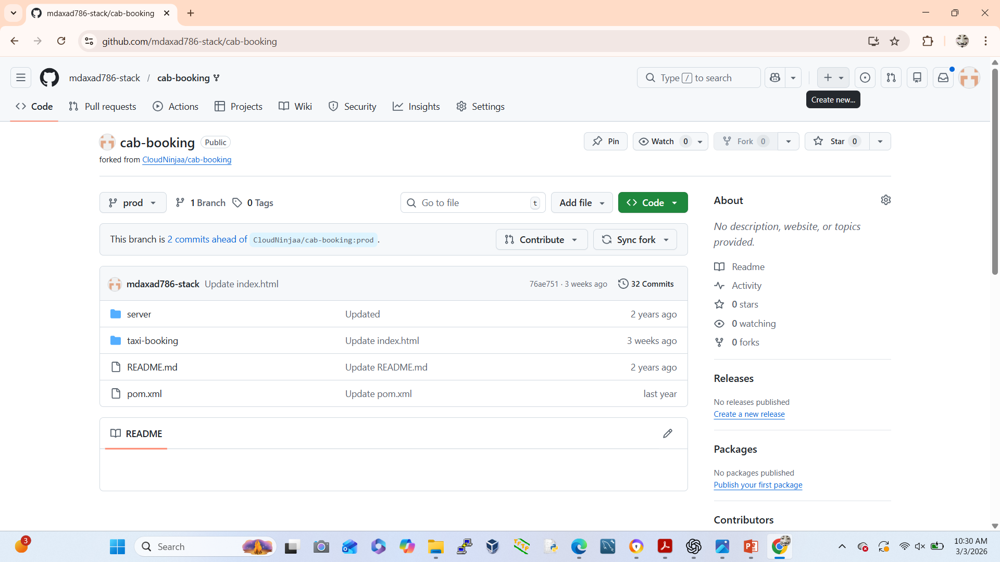 mdaxad786-stack/cab-booking
github.com/mdaxad786-stack/cab-booking
mdaxad786-stack / cab-booking
Type / to search
Create new...
Code Pull requests Actions Projects Wiki Security Insights Settings
cab-booking Public
forked from CloudNinjaa/cab-booking
Pin Watch 0 Fork 0 Star 0
prod 1 Branch 0 Tags
Go to file t Add file Code
This branch is 2 commits ahead of CloudNinjaa/cab-booking:prod .
Contribute Sync fork
mdaxad786-stack Update index.html 76ae751 · 3 weeks ago 32 Commits
server Updated 2 years ago
taxi-booking Update index.html 3 weeks ago
README.md Update README.md 2 years ago
pom.xml Update pom.xml last year
README
About
No description, website, or topics
provided.
Readme
Activity
0 stars
0 watching
0 forks
Releases
No releases published
Create a new release
Packages
No packages published
Publish your first package
Contributors
3
Search
TFTP
10:30 AM
3/3/2026